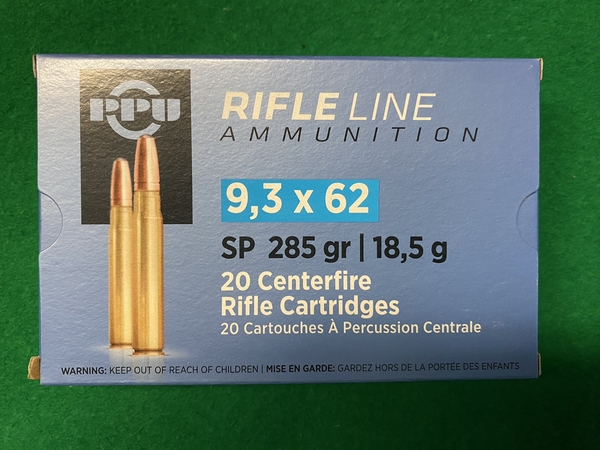 PPU
RIFLE LINE
AMMUNITION
9,3 x 62
SP 285 gr | 18,5 g
20 Centerfire
Rifle Cartridges
20 Cartouches À Percussion Centrale
WARNING: KEEP OUT OF REACH OF CHILDREN | MISE EN GARDE: GARDEZ HORS DE LA PORTÉE DES ENFANTS